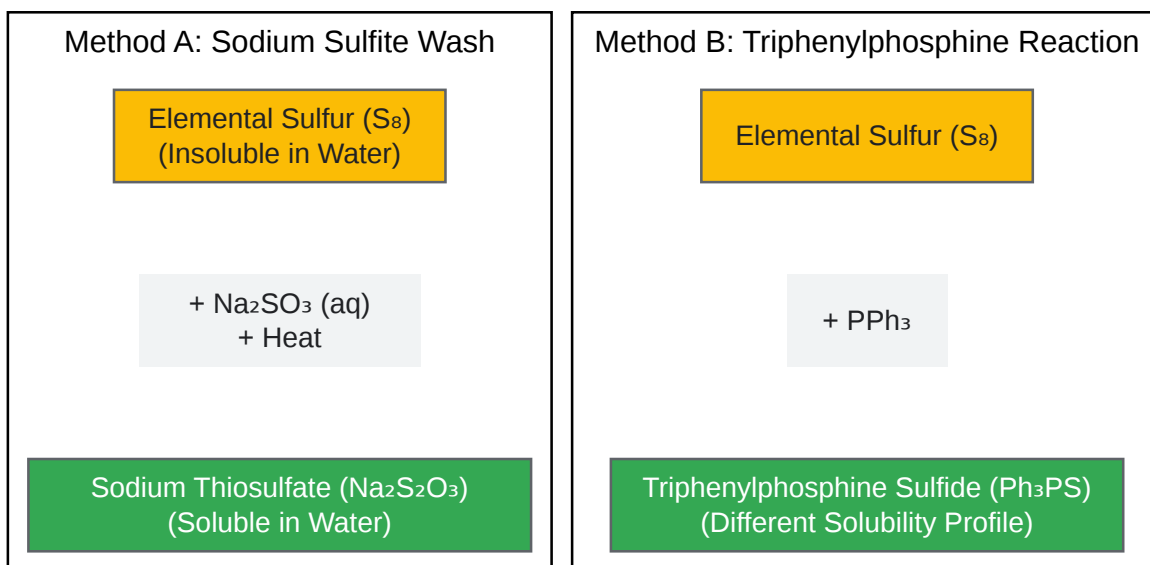 Method A: Sodium Sulfite Wash
Elemental Sulfur (S₈)
(Insoluble in Water)
+ Na₂SO₃ (aq)
+ Heat
Sodium Thiosulfate (Na₂S₂O₃)
(Soluble in Water)
Method B: Triphenylphosphine Reaction
Elemental Sulfur (S₈)
+ PPh₃
Triphenylphosphine Sulfide (Ph₃PS)
(Different Solubility Profile)